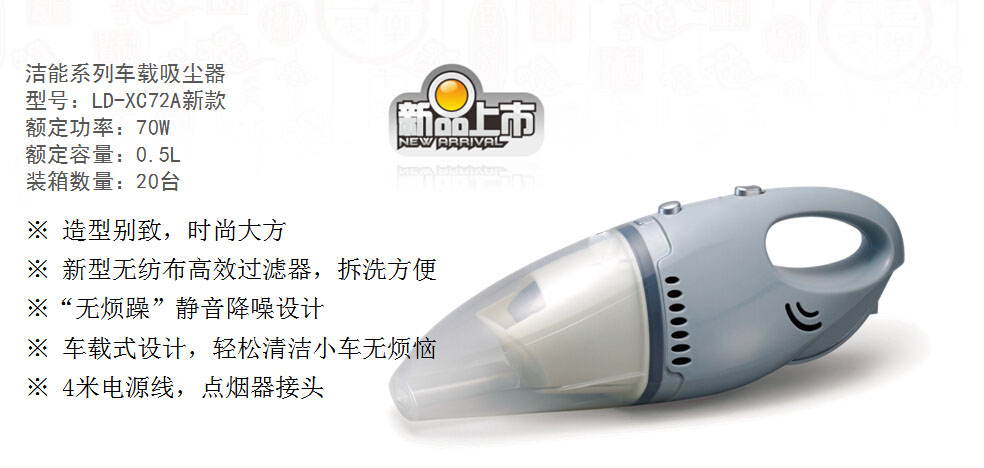 洁能系列车载吸尘器
型号：LD-XC72A新款
额定功率：70W
额定容量：0.5L
装箱数量：20台
新品上市
NEW ARRIVAL
※ 造型别致，时尚大方
※ 新型无纺布高效过滤器，拆洗方便
※“无烦躁”静音降噪设计
※ 车载式设计，轻松清洁小车无烦恼
※ 4米电源线，点烟器接头